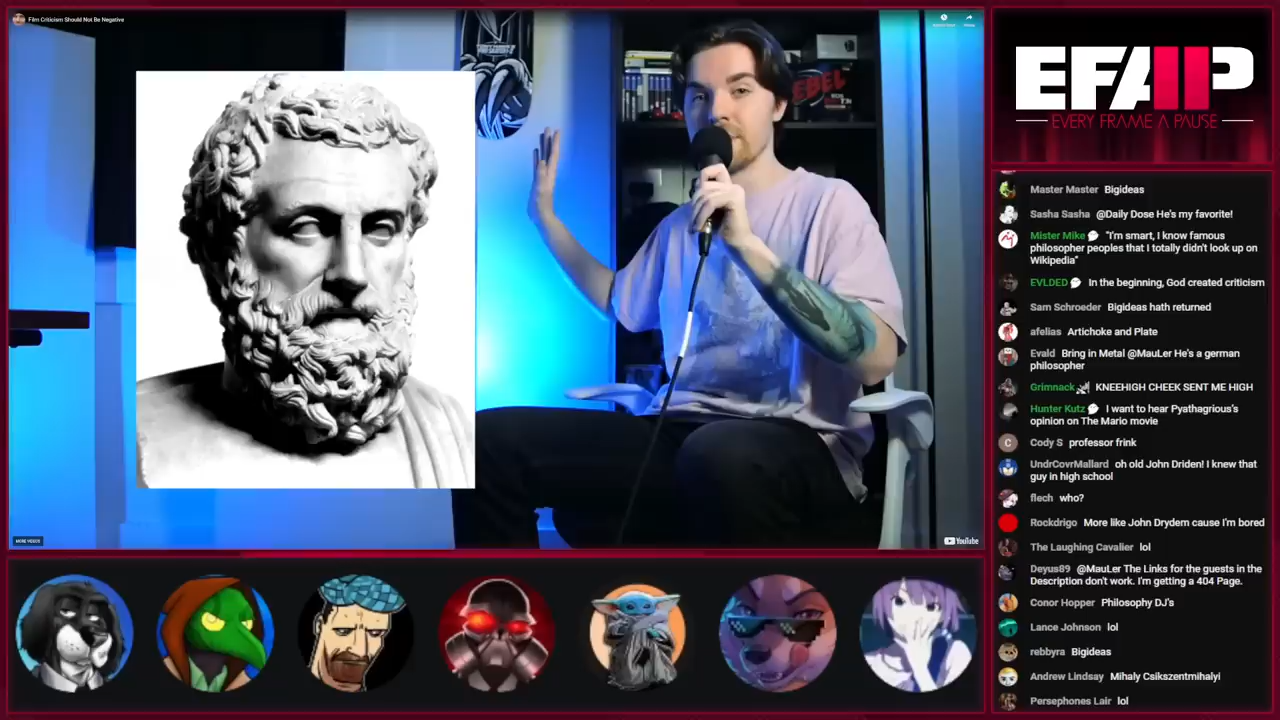 Film Criticism Should Not Be Negative
REBEL
MORE VIDEOS
YouTube
EFAP
EVERY FRAME A PAUSE
Master Master Bigideas
Sasha Sasha @Daily Dose He's my favorite!
Mister Mike "I'm smart, I know famous
philosopher peoples that I totally didn't look up on
Wikipedia"
EVLDED In the beginning, God created criticism
Sam Schroeder Bigideas hath returned
afelias Artichoke and Plate
Evald Bring in Metal @MauLer He's a german
philosopher
Grimnack KNEEHIGH CHEEK SENT ME HIGH
Hunter Kutz I want to hear Pyathagrious's
opinion on The Mario movie
C
Cody S professor frink
UndrCovrMallard oh old John Driden! I knew that
guy in high school
flech who?
Rockdrigo More like John Drydem cause I'm bored
The Laughing Cavalier lol
Deyus89 @MauLer The Links for the guests in the
Description don't work. I'm getting a 404 Page.
Conor Hopper Philosophy DJ's
Lance Johnson lol
rebbyra Bigideas
Andrew Lindsay Mihaly Csikszentmihalyi
Persephones Lair lol